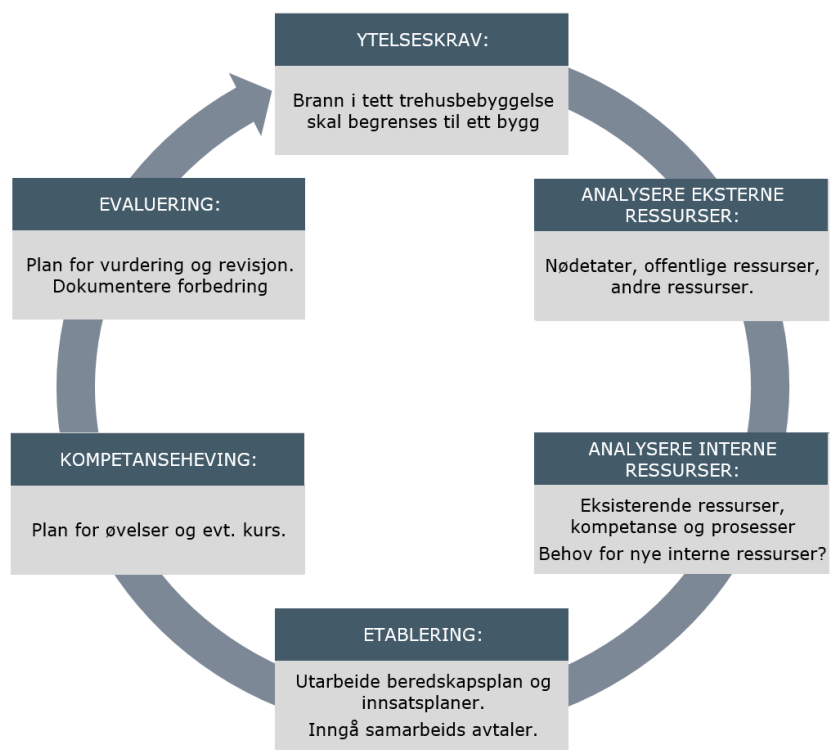 YTELSESKRAV:
Brann i tett trehusbebyggelse
skal begrenses til ett bygg
ANALYSERE EKSTERNE
RESSURSER:
Nødetater, offentlige ressurser,
andre ressurser.
ANALYSERE INTERNE
RESSURSER:
Eksisterende ressurser,
kompetanse og prosesser
Behov for nye interne ressurser?
ETABLERING:
Utarbeide beredskapsplan og
innsatsplaner.
Inngå samarbeids avtaler.
KOMPETANSEHEVING:
Plan for øvelser og evt. kurs.
EVALUERING:
Plan for vurdering og revisjon.
Dokumentere forbedring